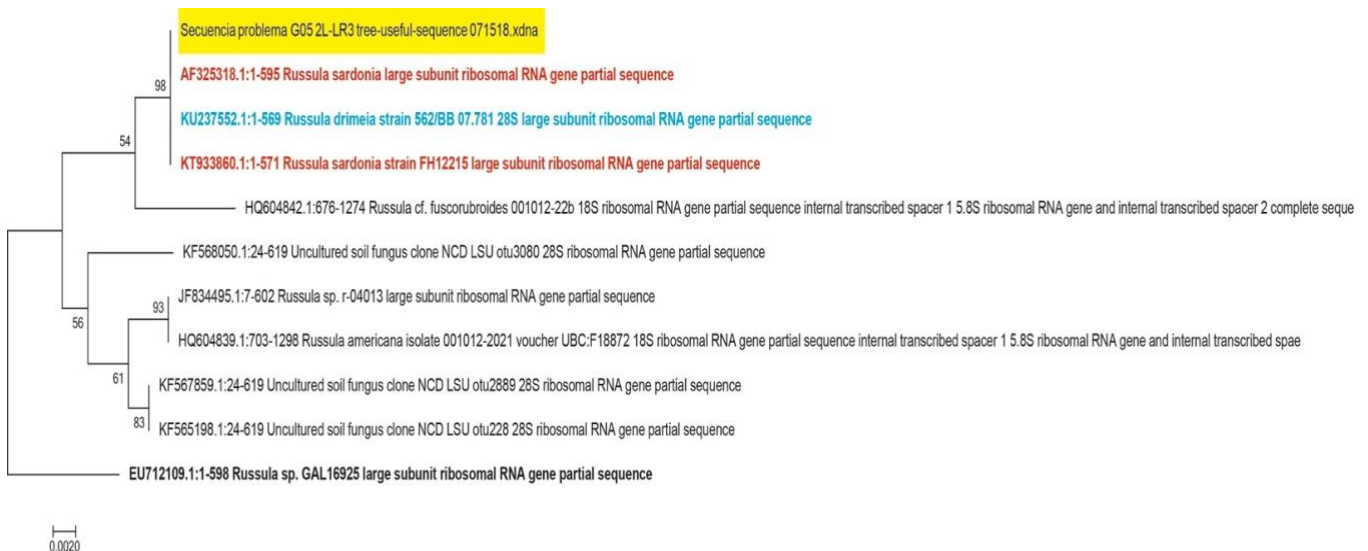 Secuencia problema G05 2L-LR3 tree-useful-sequence 071518.xdna
98
AF325318.1:1-595 Russula sardonia large subunit ribosomal RNA gene partial sequence
KU237552.1:1-569 Russula drimeia strain 562/BB 07.781 28S large subunit ribosomal RNA gene partial sequence
54
KT933860.1:1-571 Russula sardonia strain FH12215 large subunit ribosomal RNA gene partial sequence
HQ604842.1:676-1274 Russula cf. fuscorubroides 001012-22b 18S ribosomal RNA gene partial sequence internal transcribed spacer 1 5.8S ribosomal RNA gene and internal transcribed spacer 2 complete seque
KF568050.1:24-619 Uncultured soil fungus clone NCD LSU otu3080 28S ribosomal RNA gene partial sequence
JF834495.1:7-602 Russula sp. r-04013 large subunit ribosomal RNA gene partial sequence
93
56
HQ604839.1:703-1298 Russula americana isolate 001012-2021 voucher UBC:F18872 18S ribosomal RNA gene partial sequence internal transcribed spacer 1 5.8S ribosomal RNA gene and internal transcribed spae
61
KF567859.1:24-619 Uncultured soil fungus clone NCD LSU otu2889 28S ribosomal RNA gene partial sequence
83
KF565198.1:24-619 Uncultured soil fungus clone NCD LSU otu228 28S ribosomal RNA gene partial sequence
EU712109.1:1-598 Russula sp. GAL16925 large subunit ribosomal RNA gene partial sequence
0.0020